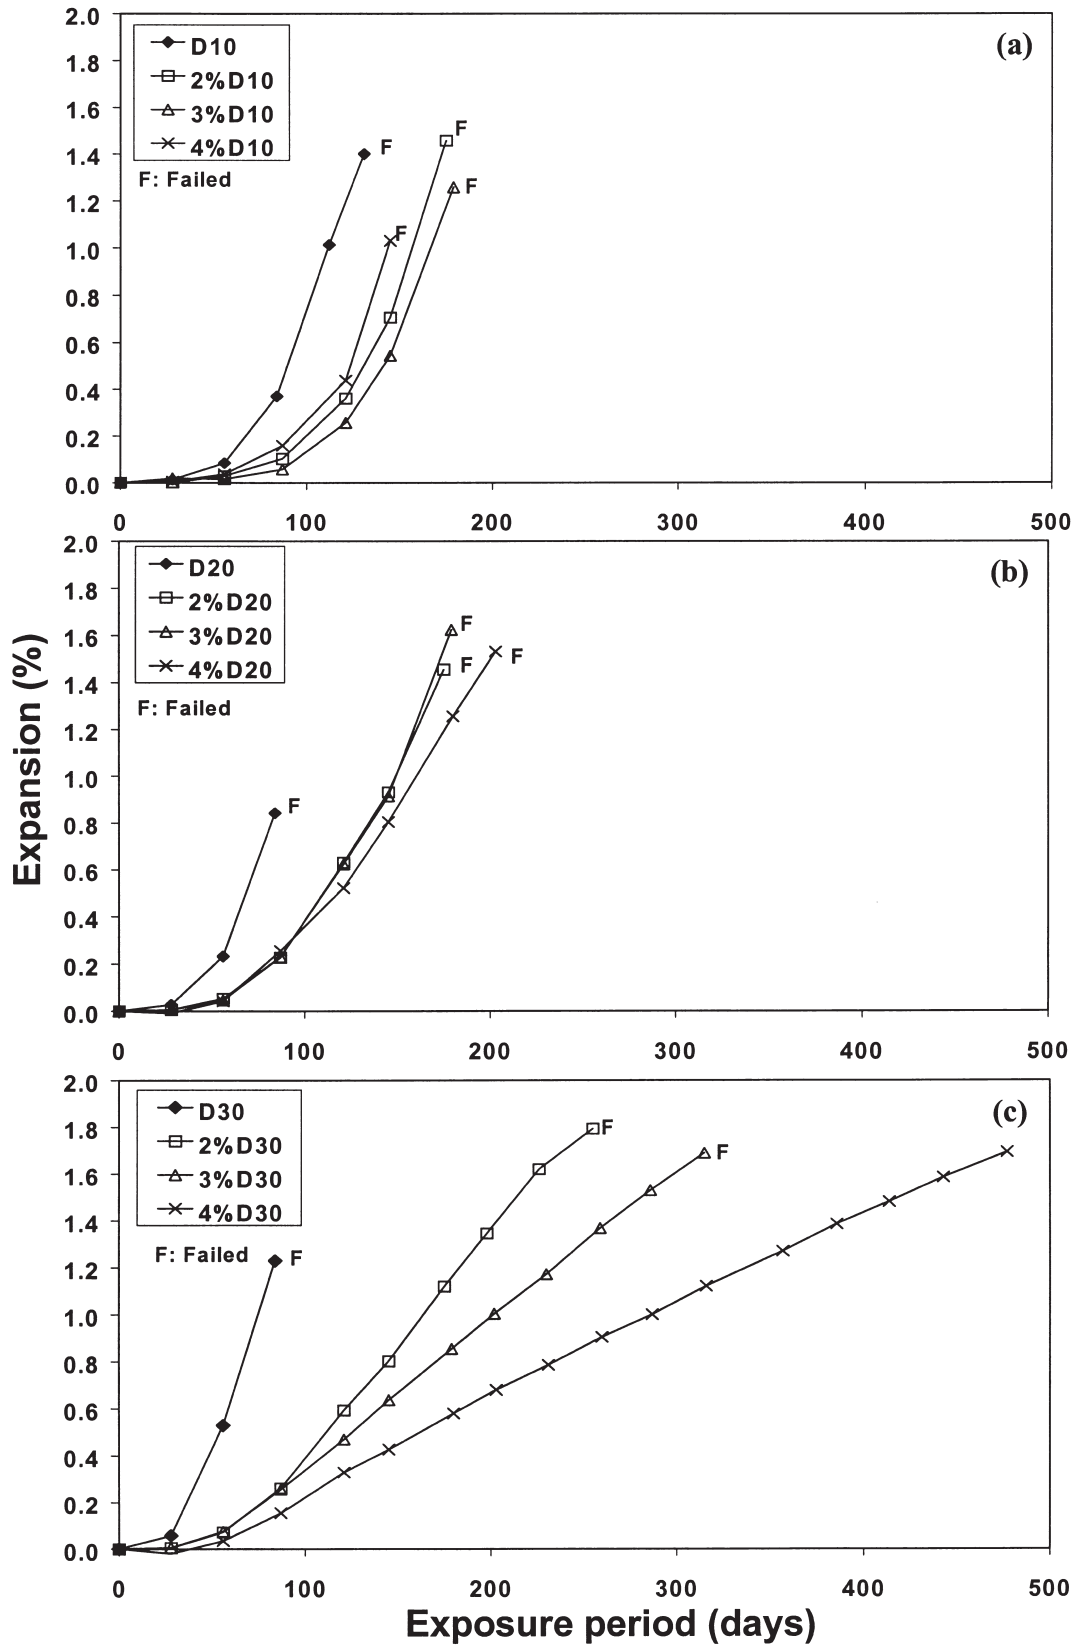 2.0
(a)
D10
1.8
2%D10
1.6
3%D10
F
1.4
4%D10
F
F: Failed
F
1.2
F
1.0
0.8
0.6
0.4
0.2
0.0
0 100 200 300 400 500
2.0
(b)
D20
1.8
2%D20
1.6
3%D20
F
4%D20
F
F
1.4
F: Failed
1.2
1.0
F
0.8
0.6
0.4
0.2
0.0
0 100 200 300 400 500
Expansion (%)
2.0
(c)
D30
1.8
2%D30
F
1.6
3%D30
F
1.4
4%D30
F: Failed
F
1.2
1.0
0.8
0.6
0.4
0.2
0.0
0 100 200 300 400 500
Exposure period (days)